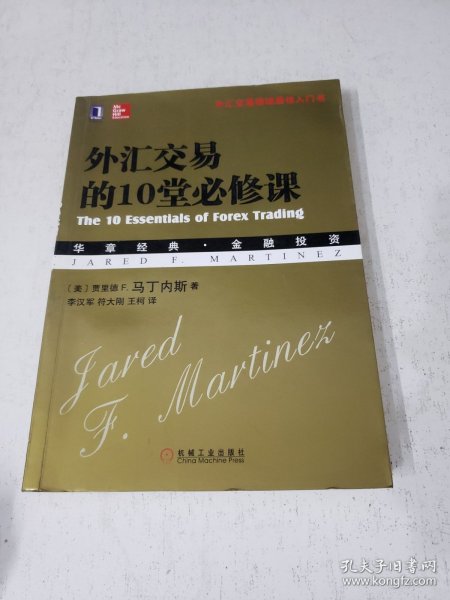 Mc
Graw
Hill
Education
外汇交易领域最佳入门书
外汇交易
的10堂必修课
The 10 Essentials of Forex Trading
华章经典·金融投资
JARED F. MARTINEZ
〔美〕贾里德 F. 马丁内斯 著
李汉军 符大刚 王柯 译
Jared
F. Martinez
机械工业出版社
China Machine Press
孔夫子旧书网
www.kongfz.com